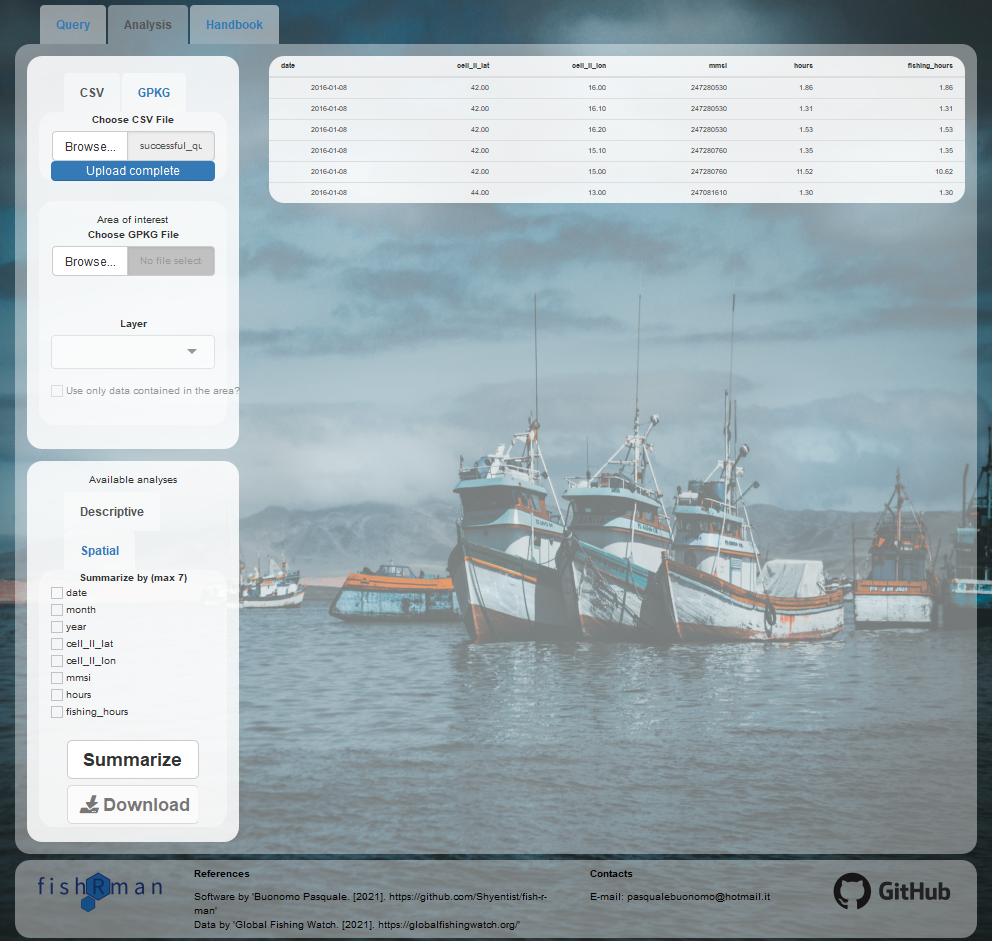 Query Analysis Handbook
CSV GPKG
Choose CSV File
Browse... successful_qu
Upload complete
Area of interest
Choose GPKG File
Browse... No file select
Layer
Use only data contained in the area?
Available analyses
Descriptive
Spatial
Summarize by (max 7)
date
month
year
cell_ll_lat
cell_ll_lon
mmsi
hours
fishing_hours
Summarize
Download
date cell_ll_lat cell_ll_lon mmsi hours fishing_hours
2016-01-08 42.00 16.00 247280530 1.86 1.86
2016-01-08 42.00 16.10 247280530 1.31 1.31
2016-01-08 42.00 16.20 247280530 1.53 1.53
2016-01-08 42.00 15.10 247280760 1.35 1.35
2016-01-08 42.00 15.00 247280760 11.52 10.62
2016-01-08 44.00 13.00 247081610 1.30 1.30
fishRman
References
Software by 'Buonomo Pasquale. [2021]. https://github.com/Shyentist/fish-r-
man'
Data by 'Global Fishing Watch. [2021]. https://globalfishingwatch.org/'
Contacts
E-mail: pasqualebuonomo@hotmail.it
GitHub